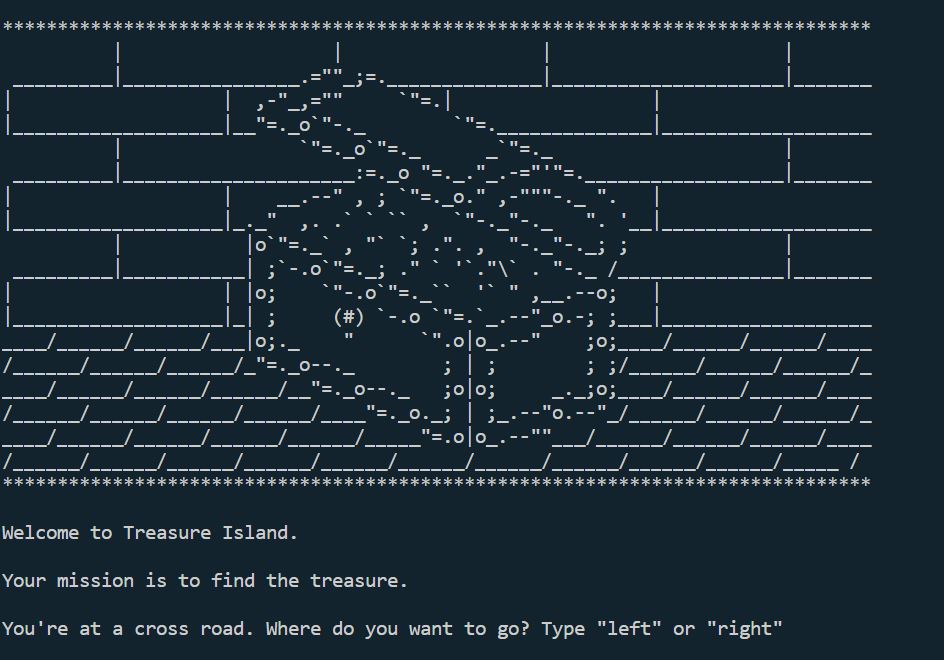 Welcome to Treasure Island.
Your mission is to find the treasure.
You're at a cross road. Where do you want to go? Type "left" or "right"